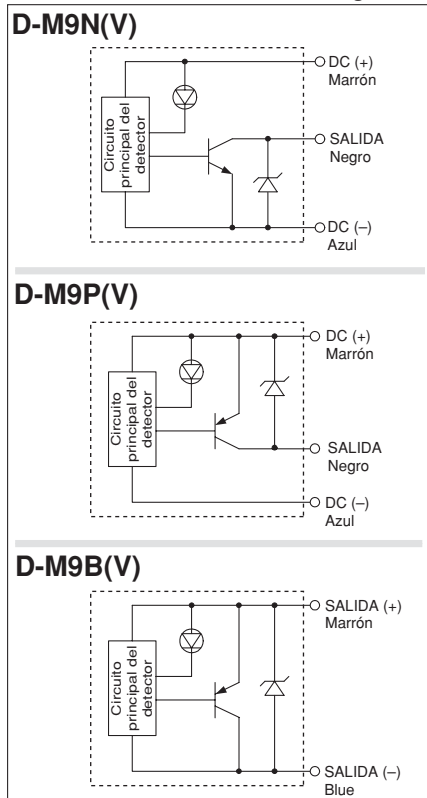 D-M9N(V)
DC (+)
Marrón
Circuito
principal del
detector
SALIDA
Negro
DC (–)
Azul
D-M9P(V)
DC (+)
Marrón
Circuito
principal del
detector
SALIDA
Negro
DC (–)
Azul
D-M9B(V)
SALIDA (+)
Marrón
Circuito
principal del
detector
SALIDA (–)
Blue